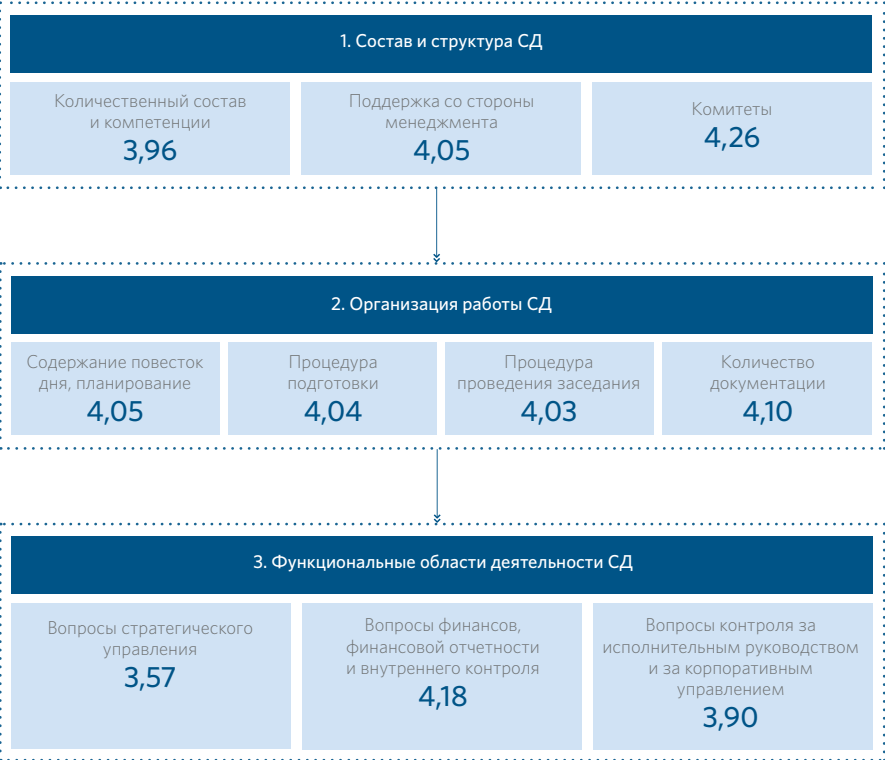 1. Состав и структура СД
Количественный состав
и компетенции
3,96
Поддержка со стороны
менеджмента
4,05
Комитеты
4,26
2. Организация работы СД
Содержание повесток
дня, планирование
4,05
Процедура
подготовки
4,04
Процедура
проведения заседания
4,03
Количество
документации
4,10
3. Функциональные области деятельности СД
Вопросы стратегического
управления
3,57
Вопросы финансов,
финансовой отчетности
и внутреннего контроля
4,18
Вопросы контроля за
исполнительным руководством
и за корпоративным
управлением
3,90